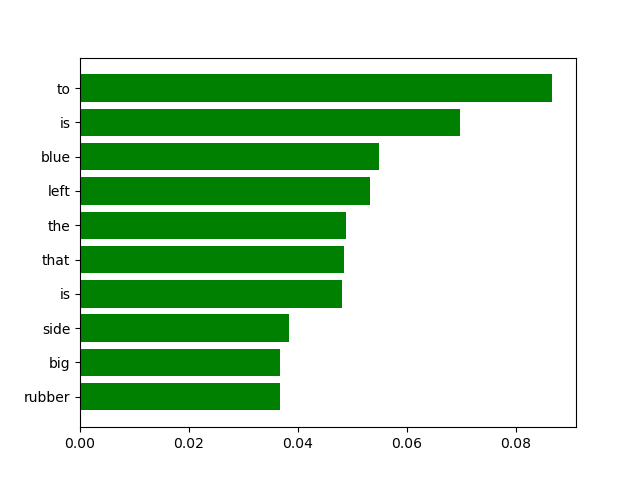 to
is
blue
left
the
that
is
side
big
rubber
0.00 0.02 0.04 0.06 0.08